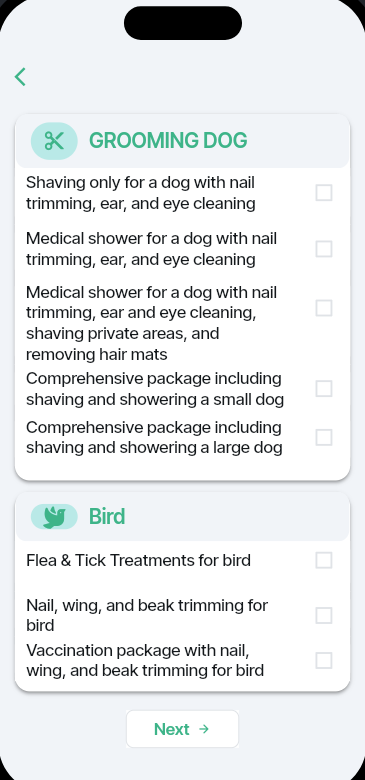 GROOMING DOG
Shaving only for a dog with nail
trimming, ear, and eye cleaning
Medical shower for a dog with nail
trimming, ear, and eye cleaning
Medical shower for a dog with nail
trimming, ear and eye cleaning,
shaving private areas, and
removing hair mats
Comprehensive package including
shaving and showering a small dog
Comprehensive package including
shaving and showering a large dog
Bird
Flea & Tick Treatments for bird
Nail, wing, and beak trimming for
bird
Vaccination package with nail,
wing, and beak trimming for bird
Next